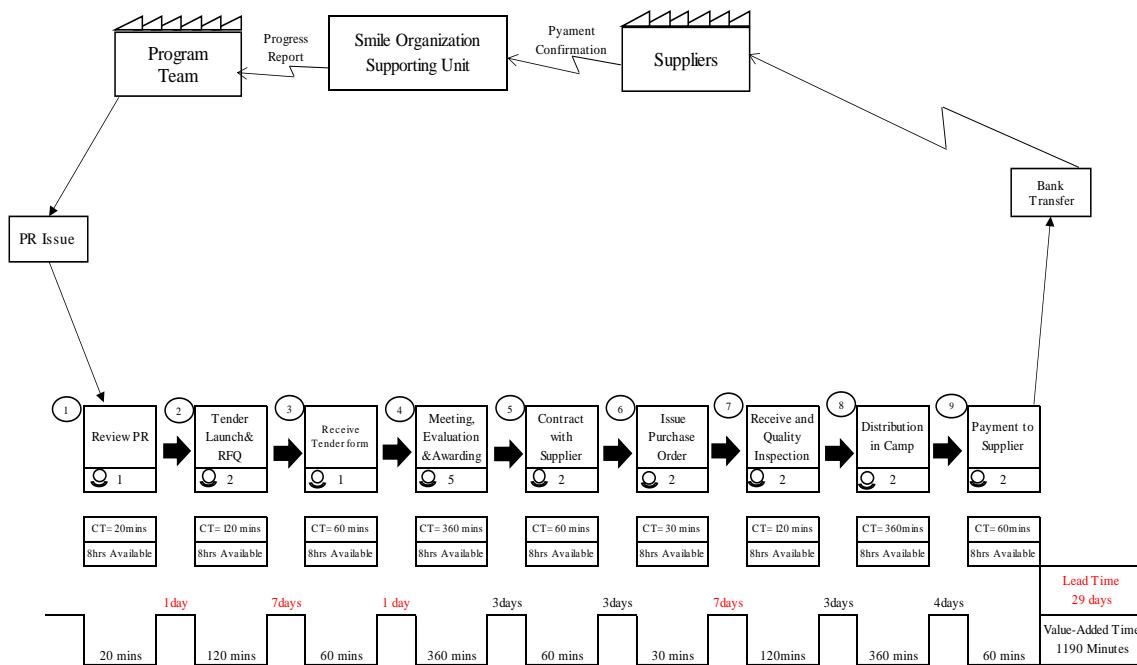 Program
Team
Progress
Report
Smile Organization
Supporting Unit
Pyament
Confirmation
Suppliers
Bank
Transfer
PR Issue
1
Review PR
1
2
Tender
Launch&
RFQ
2
3
Receive
Tender form
1
4
Meeting,
Evaluation
&Awarding
5
5
Contract
with
Supplier
2
6
Issue
Purchase
Order
2
7
Receive and
Quality
Inspection
2
8
Distribution
in Camp
2
9
Payment to
Supplier
2
CT= 20mins
8hrs Available
CT= 120 mins
8hrs Available
CT= 60 mins
8hrs Available
CT= 360 mins
8hrs Available
CT= 60 mins
8hrs Available
CT= 30 mins
8hrs Available
CT= 120 mins
8hrs Available
CT= 360mins
8hrs Available
CT= 60mins
8hrs Available
1day
7days
1 day
3days
3days
7days
3days
4days
20 mins
120 mins
60 mins
360 mins
60 mins
30 mins
120mins
360 mins
60 mins
Lead Time
29 days
Value-Added Time
1190 Minutes